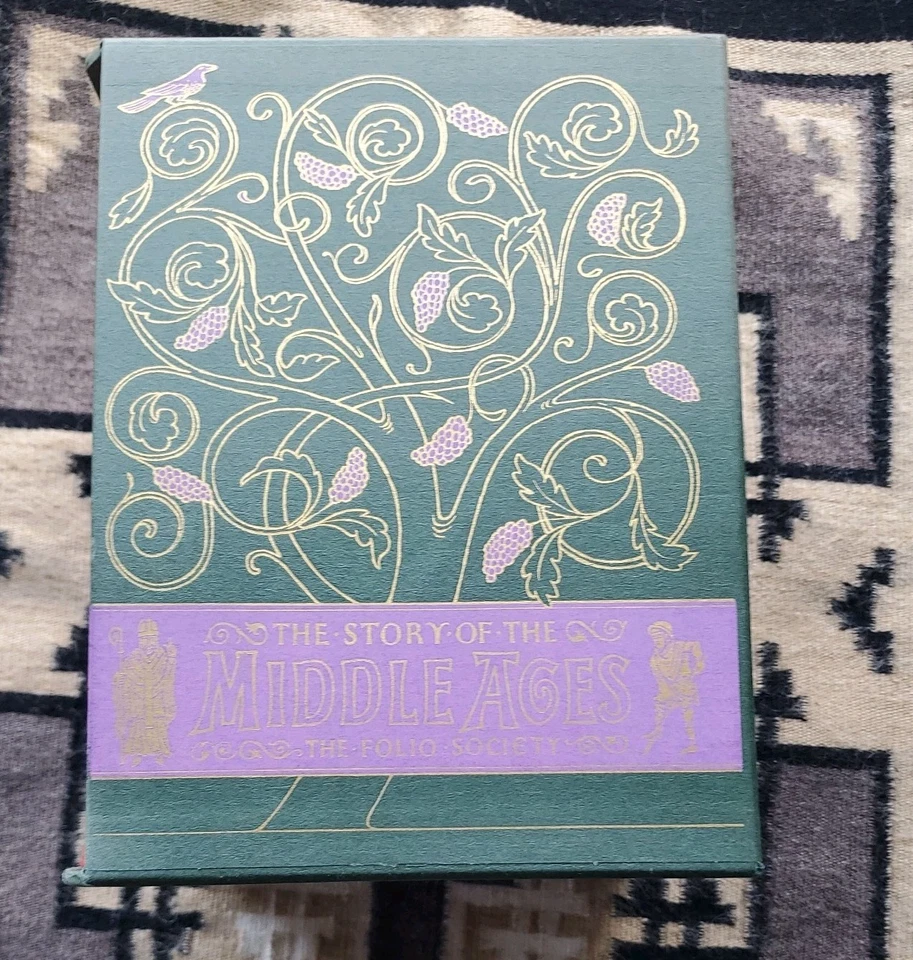 THE·STORY·OF·THE
MIDDLE AGES
·THE·FOLIO·SOCIETY·